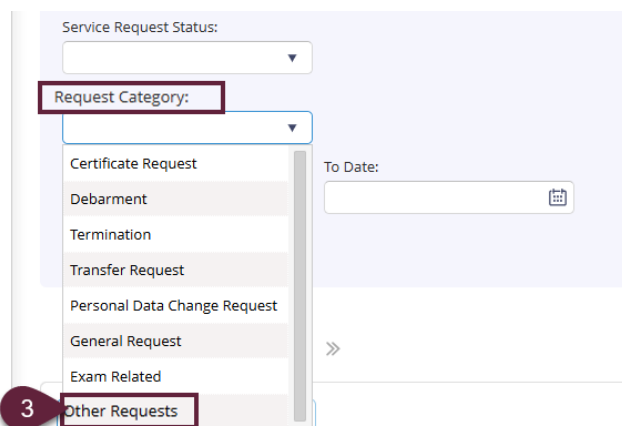 Service Request Status:
Request Category:
Certificate Request
To Date:
Debarment
Termination
Transfer Request
Personal Data Change Request
General Request
Exam Related
3
Other Requests